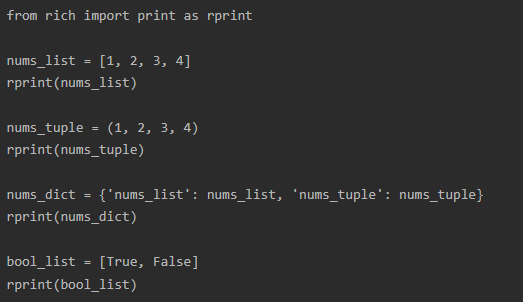 from rich import print as rprint
nums_list = [1, 2, 3, 4]
rprint(nums_list)
nums_tuple = (1, 2, 3, 4)
rprint(nums_tuple)
nums_dict = {'nums_list': nums_list, 'nums_tuple': nums_tuple}
rprint(nums_dict)
bool_list = [True, False]
rprint(bool_list)